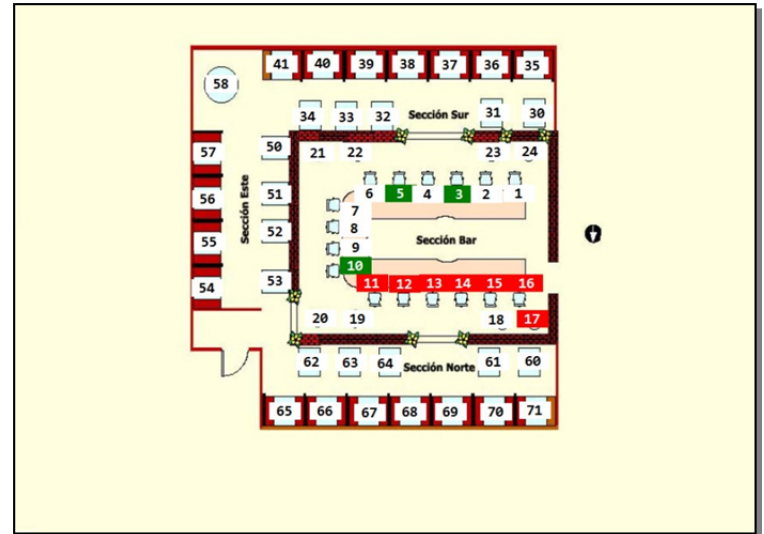 41 40 39 38 37 36 35
58
34 33 32 Sección Sur 31 30
57 50 21 22 23 24
56 51 6 5 4 3 2 1
Sección Este
7
55 52 8 Sección Bar
9
10
54 53 11 12 13 14 15 16
20 19 18 17
62 63 64 Sección Norte 61 60
65 66 67 68 69 70 71